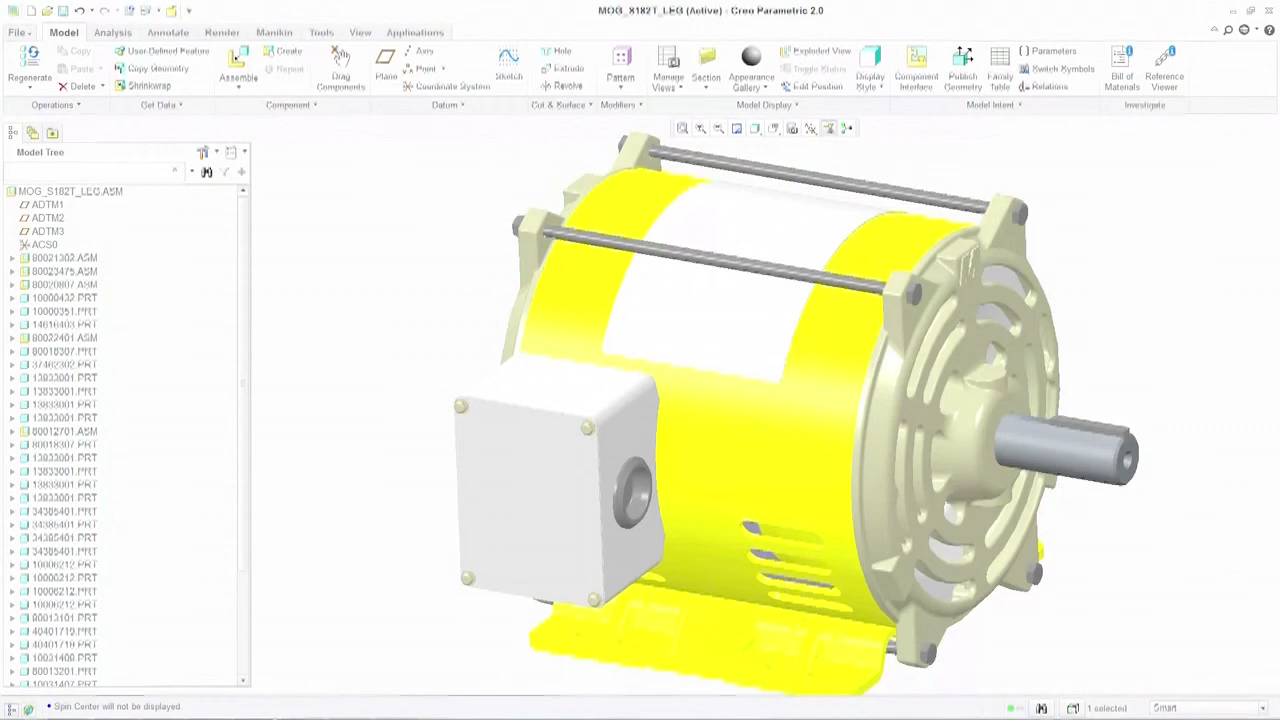 MOG_S182T_LEG (Active) - Creo Parametric 2.0
File Model Analysis Annotate Render Manikin Tools View Applications
Regenerate
Copy
Paste
Delete
Operations
User-Defined Feature
Copy Geometry
Shrinkwrap
Get Data
Assemble
Create
Repeat
Drag Components
Component
Plane
Axis
Point
Coordinate System
Sketch
Datum
Hole
Extrude
Revolve
Cut & Surface
Pattern
Modifiers
Manage Views
Section
Appearance Gallery
Exploded View
Toggle Status
Edit Position
Display Style
Model Display
Component Interface
Publish Geometry
Family Table
Parameters
Switch Symbols
Relations
Model Intent
Bill of Materials
Reference Viewer
Investigate
Model Tree
MOG_S182T_LEG.ASM
ADTM1
ADTM2
ADTM3
ACS0
80021302.ASM
80023475.ASM
80020807.ASM
10000432.PRT
10000351.PRT
14616403.PRT
80022401.ASM
80018307.PRT
37462302.PRT
13833001.PRT
13833001.PRT
13833001.PRT
13833001.PRT
80012701.ASM
80018307.PRT
13833001.PRT
13833001.PRT
13833001.PRT
13833001.PRT
34385401.PRT
34385401.PRT
34385401.PRT
34385401.PRT
10006212.PRT
10006212.PRT
10006212.PRT
10006212.PRT
80013101.PRT
40401719.PRT
40401719.PRT
10031409.PRT
80013201.PRT
10031407.PRT
Spin Center will not be displayed
1 selected
Smart